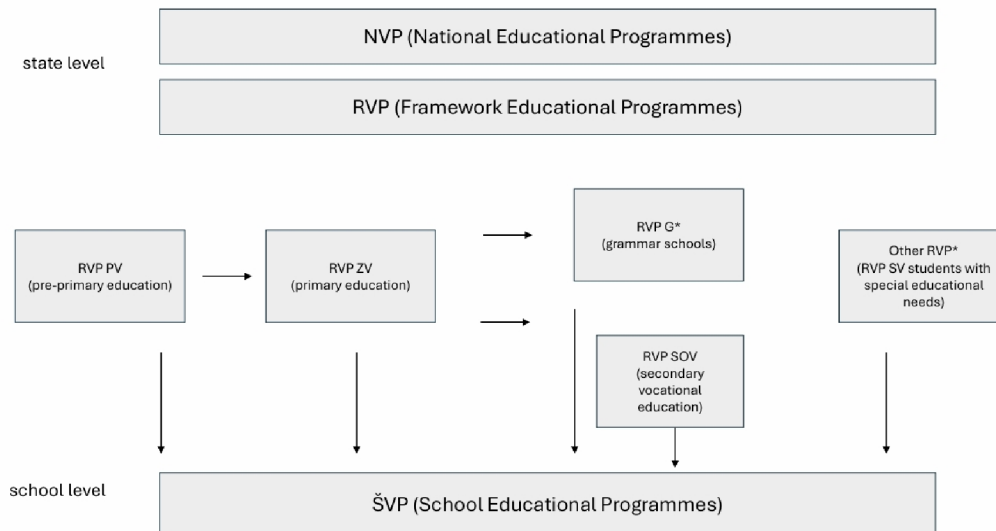 NVP (National Educational Programmes)
state level
RVP (Framework Educational Programmes)
RVP PV
(pre-primary education)
RVP ZV
(primary education)
RVP G*
(grammar schools)
Other RVP*
(RVP SV students with
special educational
needs)
RVP SOV
(secondary
vocational
education)
school level
ŠVP (School Educational Programmes)